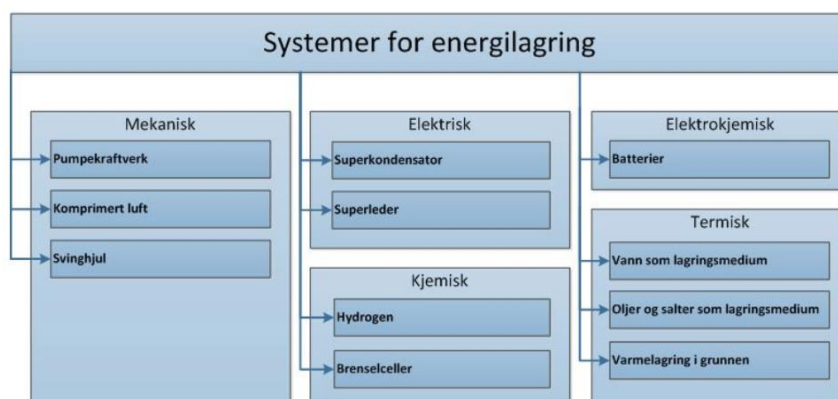 Systemer for energilagring
Mekanisk
Pumpekraftverk
Komprimert luft
Svinghjul
Elektrisk
Superkondensator
Superleder
Kjemisk
Hydrogen
Brenselceller
Elektrokjemisk
Batterier
Termisk
Vann som lagringsmedium
Oljer og salter som lagringsmedium
Varmelagring i grunnen